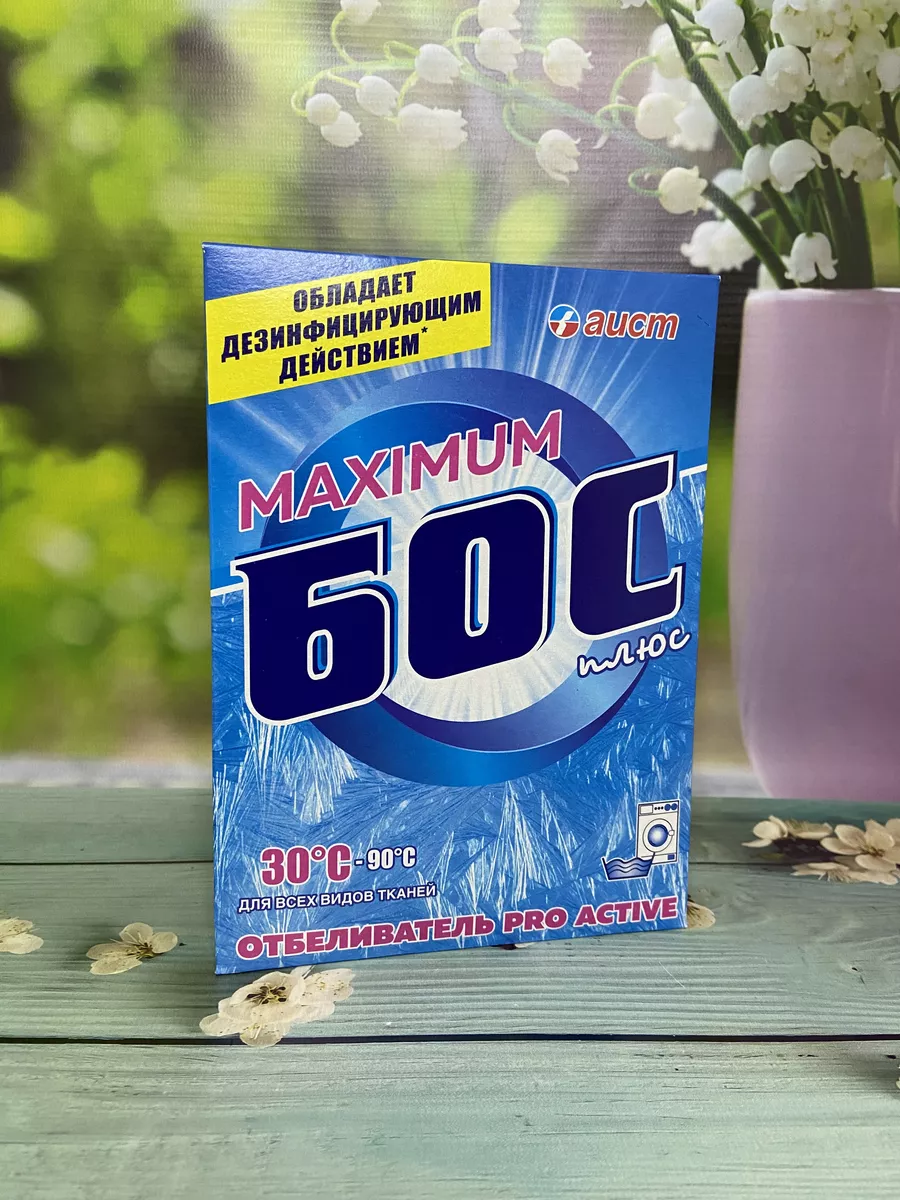 ОБЛАДАЕТ
ДЕЗИНФИЦИРУЮЩИМ
ДЕЙСТВИЕМ*
аист
MAXIMUM
БОС
плюс
30°C - 90°C
ДЛЯ ВСЕХ ВИДОВ ТКАНЕЙ
ОТБЕЛИВАТЕЛЬ PRO ACTIVE